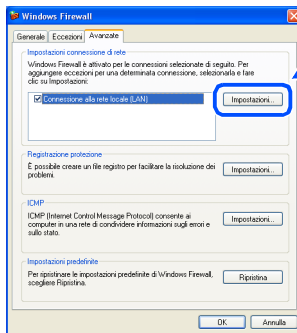 Windows Firewall
Generale Eccezioni Avanzate
Impostazioni connessione di rete
Windows Firewall è attivato per le connessioni selezionate di seguito. Per
aggiungere eccezioni per una determinata connessione, selezionarla e fare
clic su Impostazioni:
Connessione alla rete locale (LAN)
Impostazioni...
Registrazione protezione
È possibile creare un file registro per facilitare la risoluzione dei
problemi.
Impostazioni...
ICMP
ICMP (Internet Control Message Protocol) consente ai
computer in una rete di condividere informazioni sugli errori e
sullo stato.
Impostazioni...
Impostazioni predefinite
Per ripristinare le impostazioni predefinite di Windows Firewall,
scegliere Ripristina.
Ripristina
OK Annulla